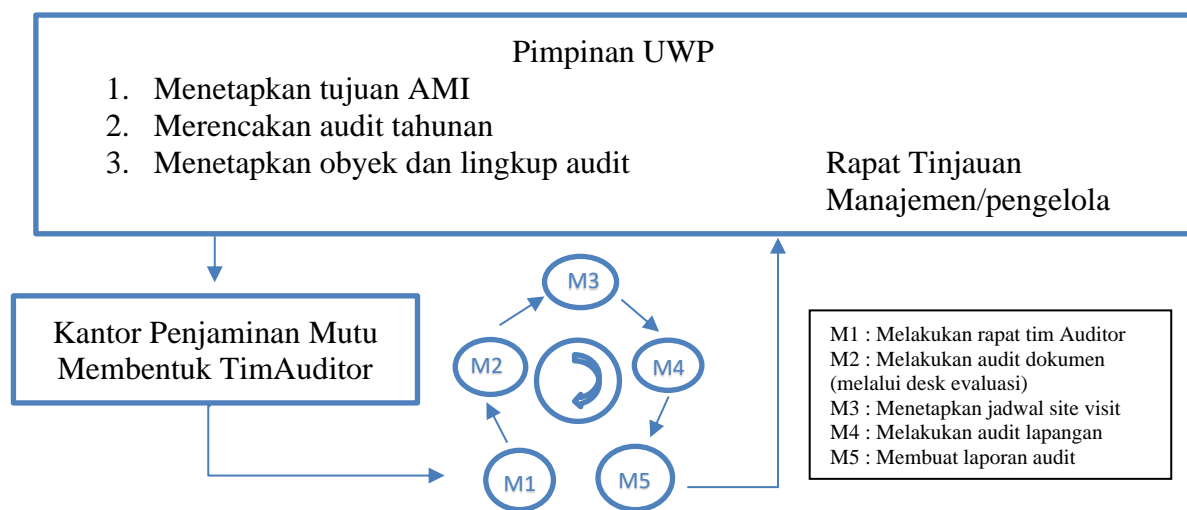 Pimpinan UWP
1. Menetapkan tujuan AMI
2. Merencakan audit tahunan
3. Menetapkan obyek dan lingkup audit
Rapat Tinjauan
Manajemen/pengelola
Kantor Penjaminan Mutu
Membentuk TimAuditor
M3
M2
M4
M1
M5
M1 : Melakukan rapat tim Auditor
M2 : Melakukan audit dokumen
(melalui desk evaluasi)
M3 : Menetapkan jadwal site visit
M4 : Melakukan audit lapangan
M5 : Membuat laporan audit